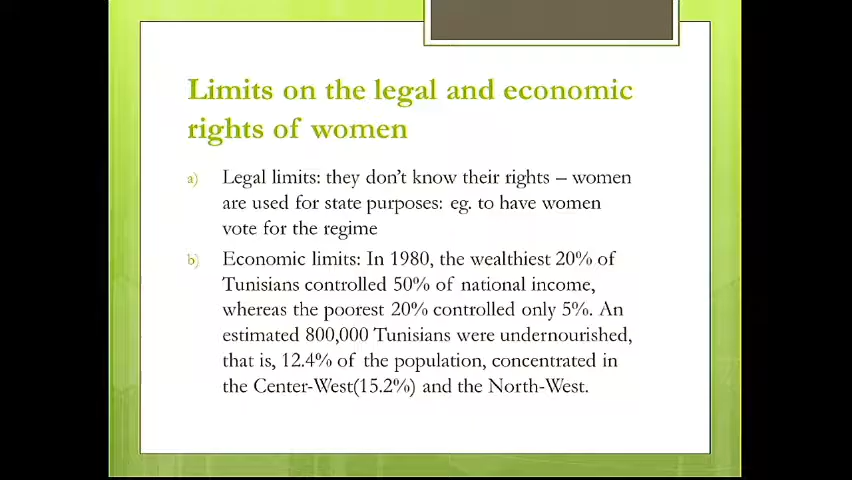 Limits on the legal and economic
rights of women
a) Legal limits: they don't know their rights – women
are used for state purposes: eg. to have women
vote for the regime
b) Economic limits: In 1980, the wealthiest 20% of
Tunisians controlled 50% of national income,
whereas the poorest 20% controlled only 5%. An
estimated 800,000 Tunisians were undernourished,
that is, 12.4% of the population, concentrated in
the Center-West(15.2%) and the North-West.